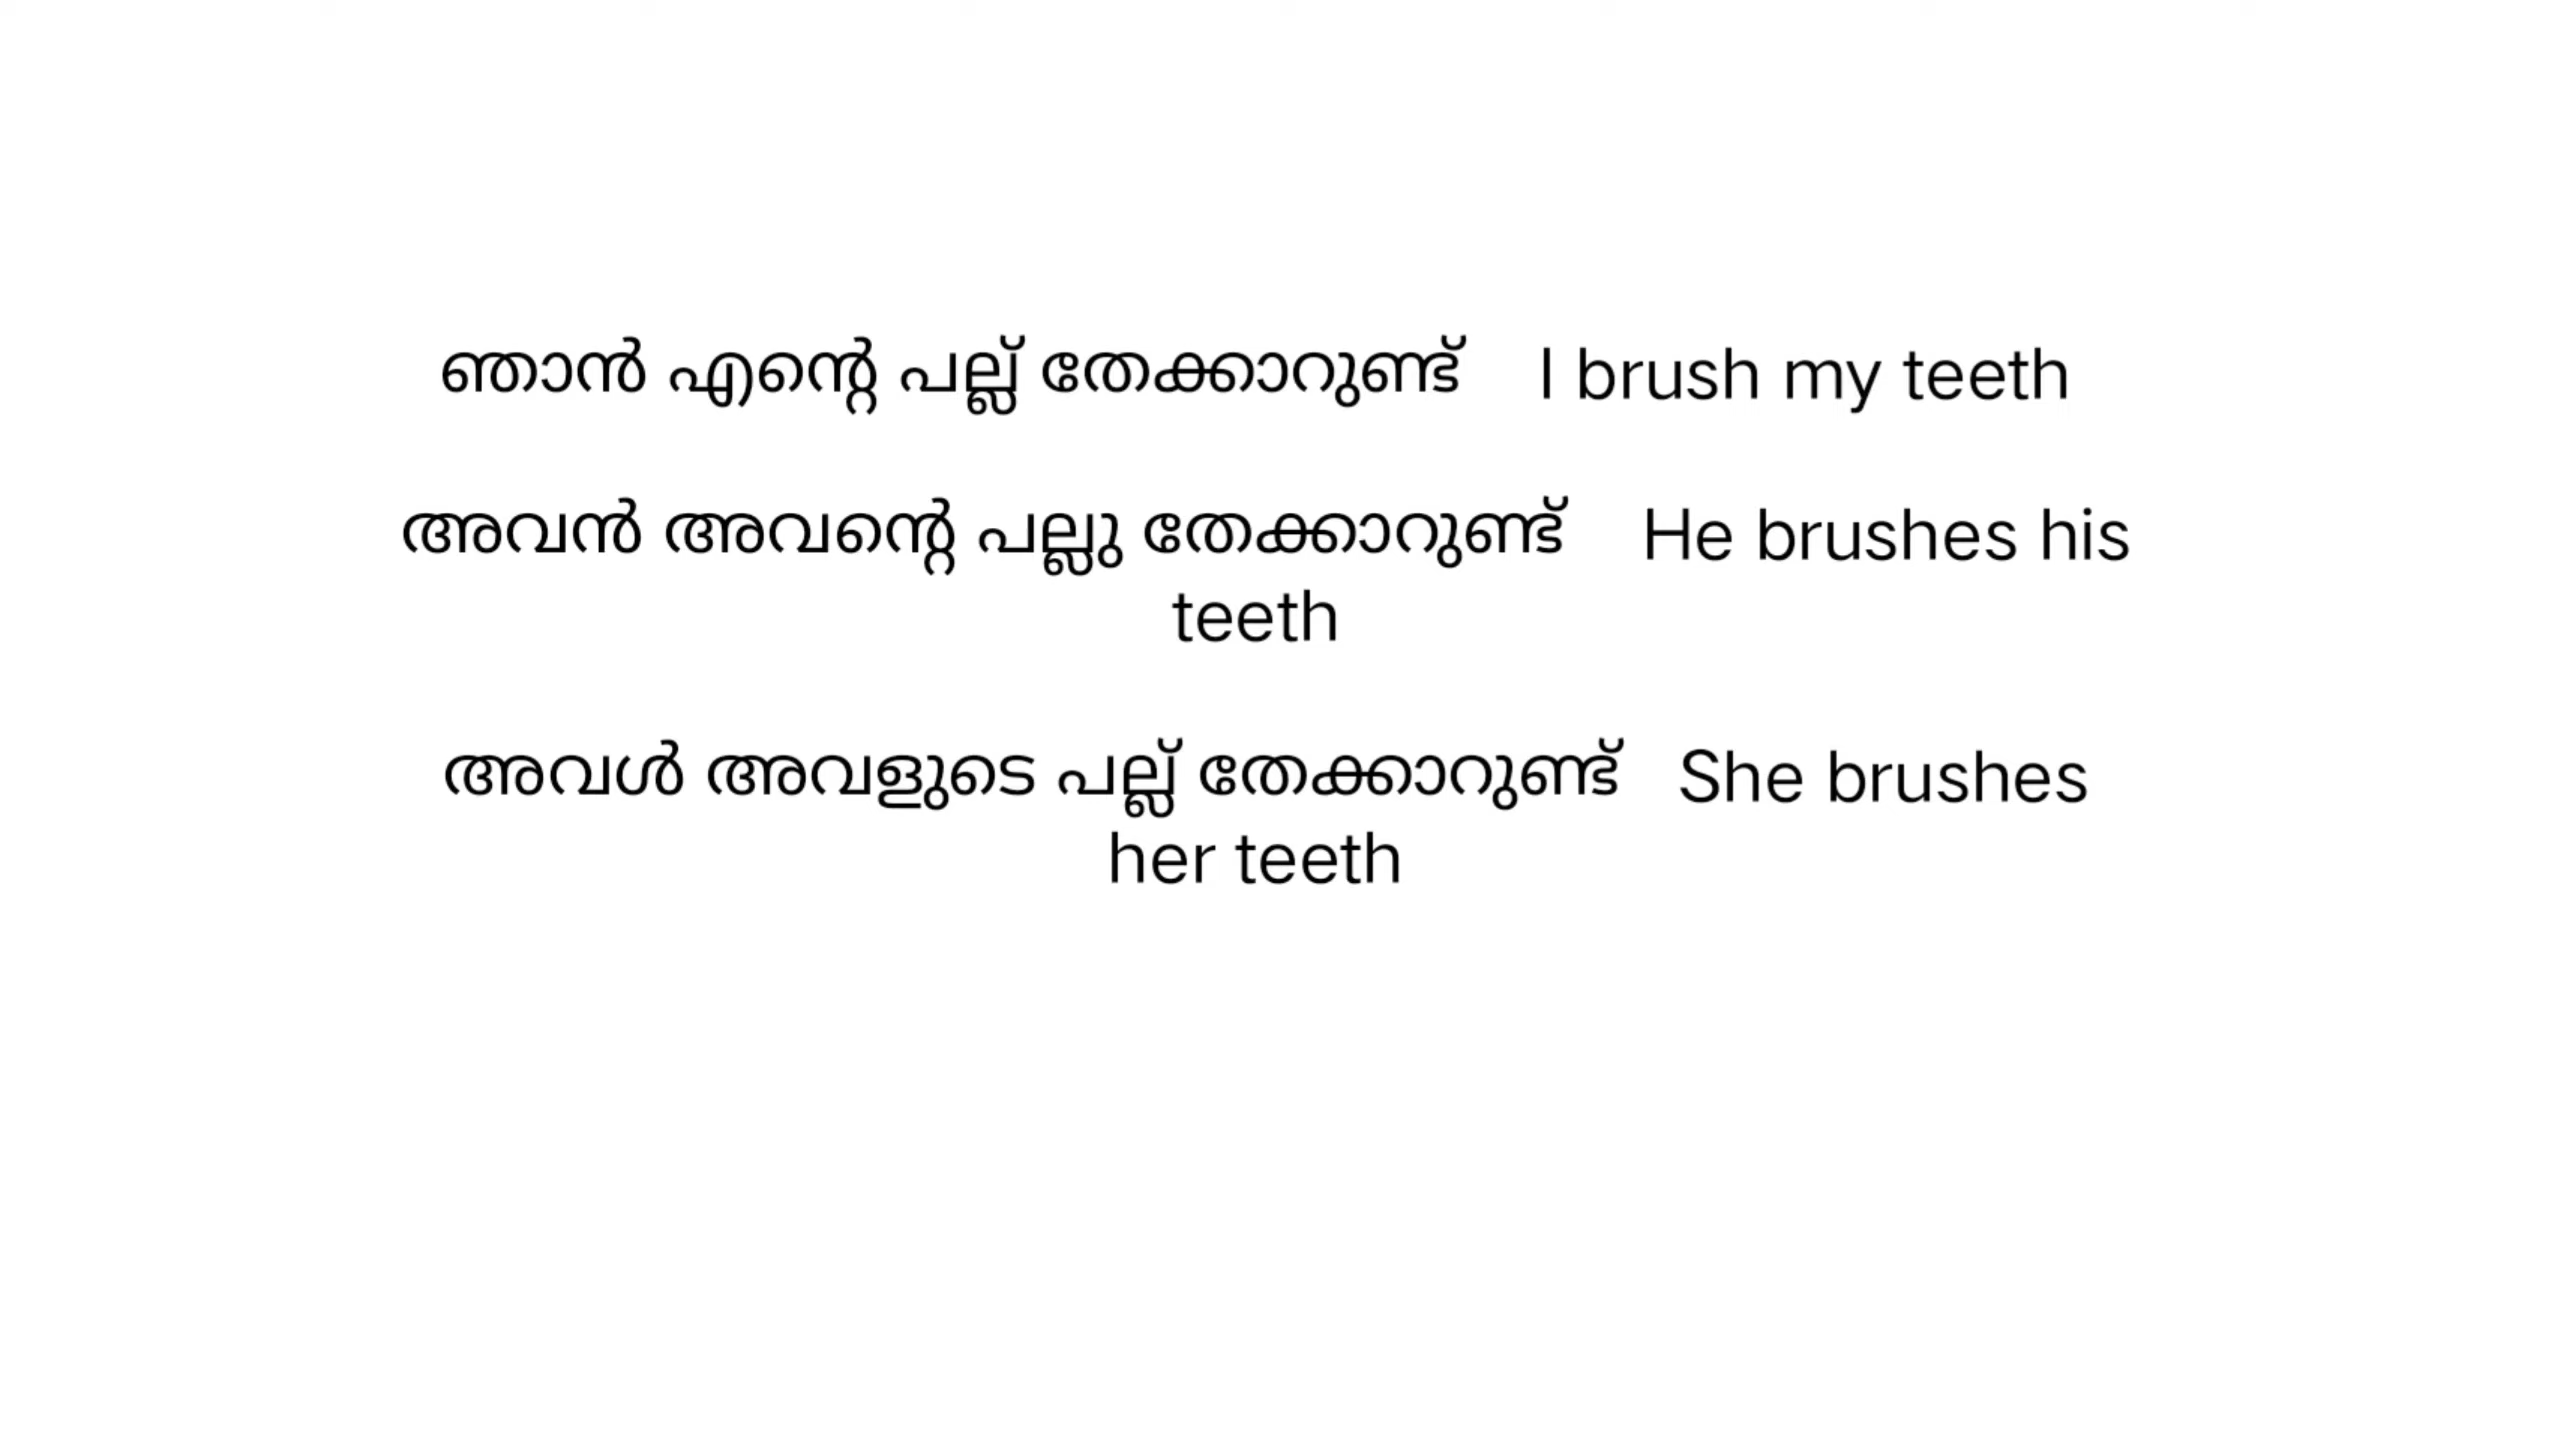 ഞാൻ എന്റെ പല്ല് തേക്കാറുണ്ട് I brush my teeth
അവൻ അവന്റെ പല്ലു തേക്കാറുണ്ട് He brushes his
teeth
അവൾ അവളുടെ പല്ല് തേക്കാറുണ്ട് She brushes
her teeth